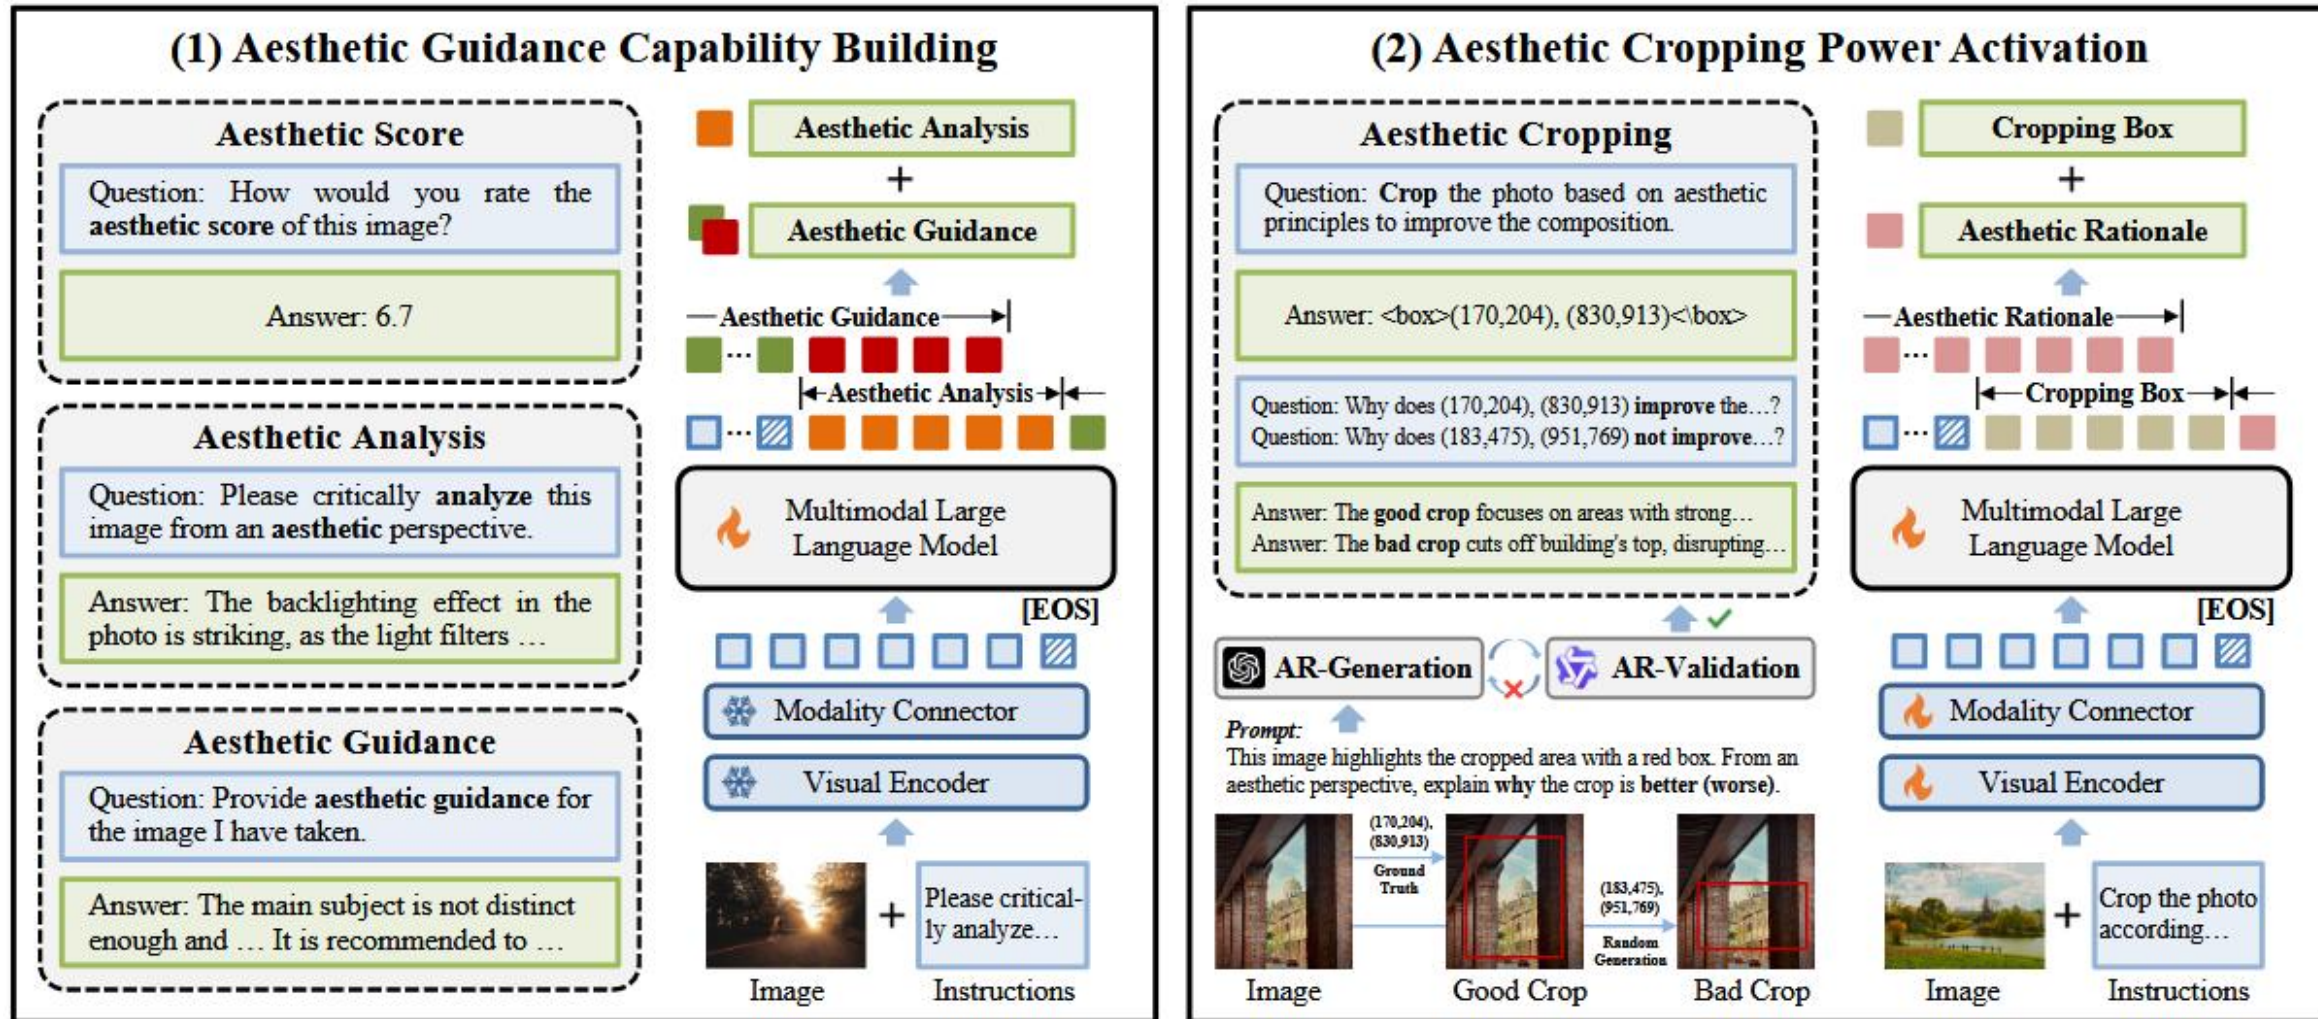 (1) Aesthetic Guidance Capability Building
Aesthetic Score
Question: How would you rate the
aesthetic score of this image?
Answer: 6.7
Aesthetic Analysis
Question: Please critically analyze this
image from an aesthetic perspective.
Answer: The backlighting effect in the
photo is striking, as the light filters …
Aesthetic Guidance
Question: Provide aesthetic guidance for
the image I have taken.
Answer: The main subject is not distinct
enough and … It is recommended to …
Aesthetic Analysis
+
Aesthetic Guidance
Aesthetic Guidance
...
Aesthetic Analysis
...
Multimodal Large
Language Model
[EOS]
Modality Connector
Visual Encoder
+
Please critical-
ly analyze…
Image
Instructions
(2) Aesthetic Cropping Power Activation
Aesthetic Cropping
Question: Crop the photo based on aesthetic
principles to improve the composition.
Answer: <box>(170,204), (830,913)<\box>
Question: Why does (170,204), (830,913) improve the…?
Question: Why does (183,475), (951,769) not improve…?
Answer: The good crop focuses on areas with strong…
Answer: The bad crop cuts off building's top, disrupting…
AR-Generation
AR-Validation
Prompt:
This image highlights the cropped area with a red box. From an
aesthetic perspective, explain why the crop is better (worse).
(170,204),
(830,913)
Ground
Truth
(183,475),
(951,769)
Random
Generation
Image
Good Crop
Bad Crop
Cropping Box
+
Aesthetic Rationale
Aesthetic Rationale
...
Cropping Box
...
Multimodal Large
Language Model
[EOS]
Modality Connector
Visual Encoder
+
Crop the photo
according…
Image
Instructions